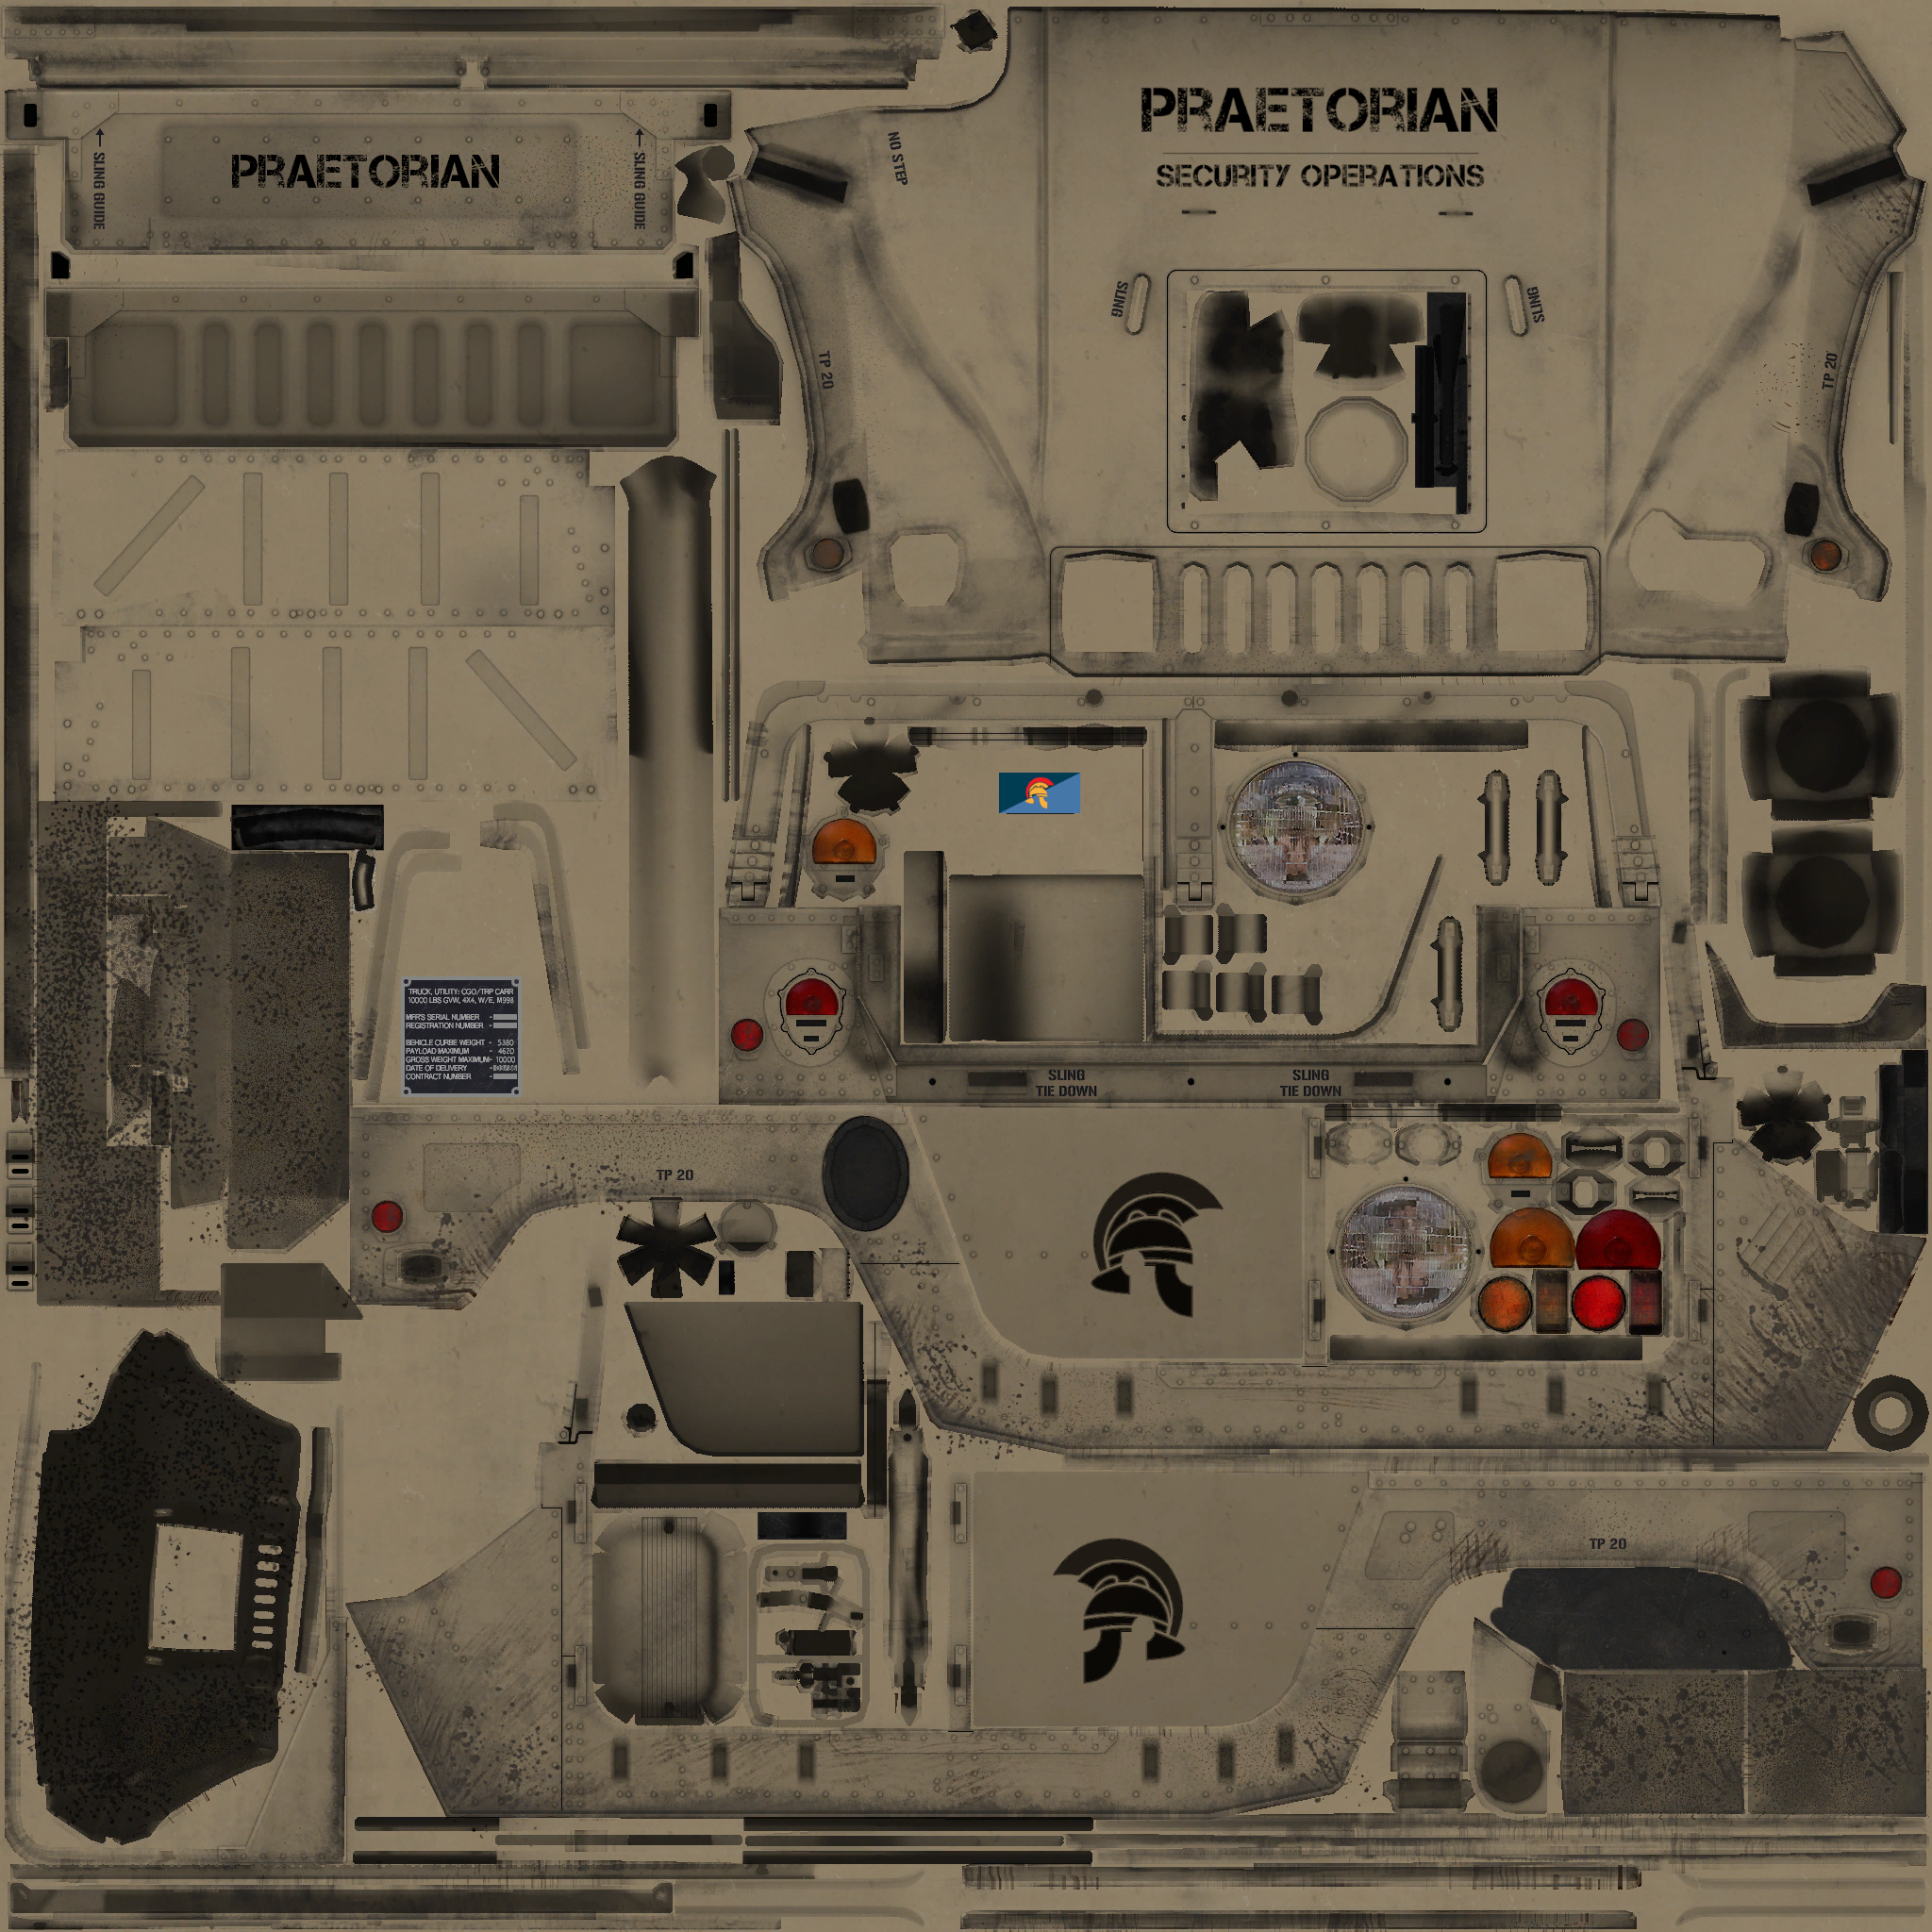 PRAETORIAN
SECURITY OPERATIONS
SLING GUIDE
PRAETORIAN
SLING GUIDE
NO STEP
SLING
SLING
TP 20
TP 20
TRUCK, UTILITY: CGO/TRP CARR
10000 LBS GVW, 4X4, W/E, M998
MFR'S SERIAL NUMBER -
REGISTRATION NUMBER -
BEHICLE CURBE WEIGHT - 5380
PAYLOAD MAXIMUM - 4620
GROSS WEIGHT MAXIMUM- 10000
DATE OF DELIVERY -
CONTRACT NUMBER -
SLING
TIE DOWN
SLING
TIE DOWN
TP 20
TP 20